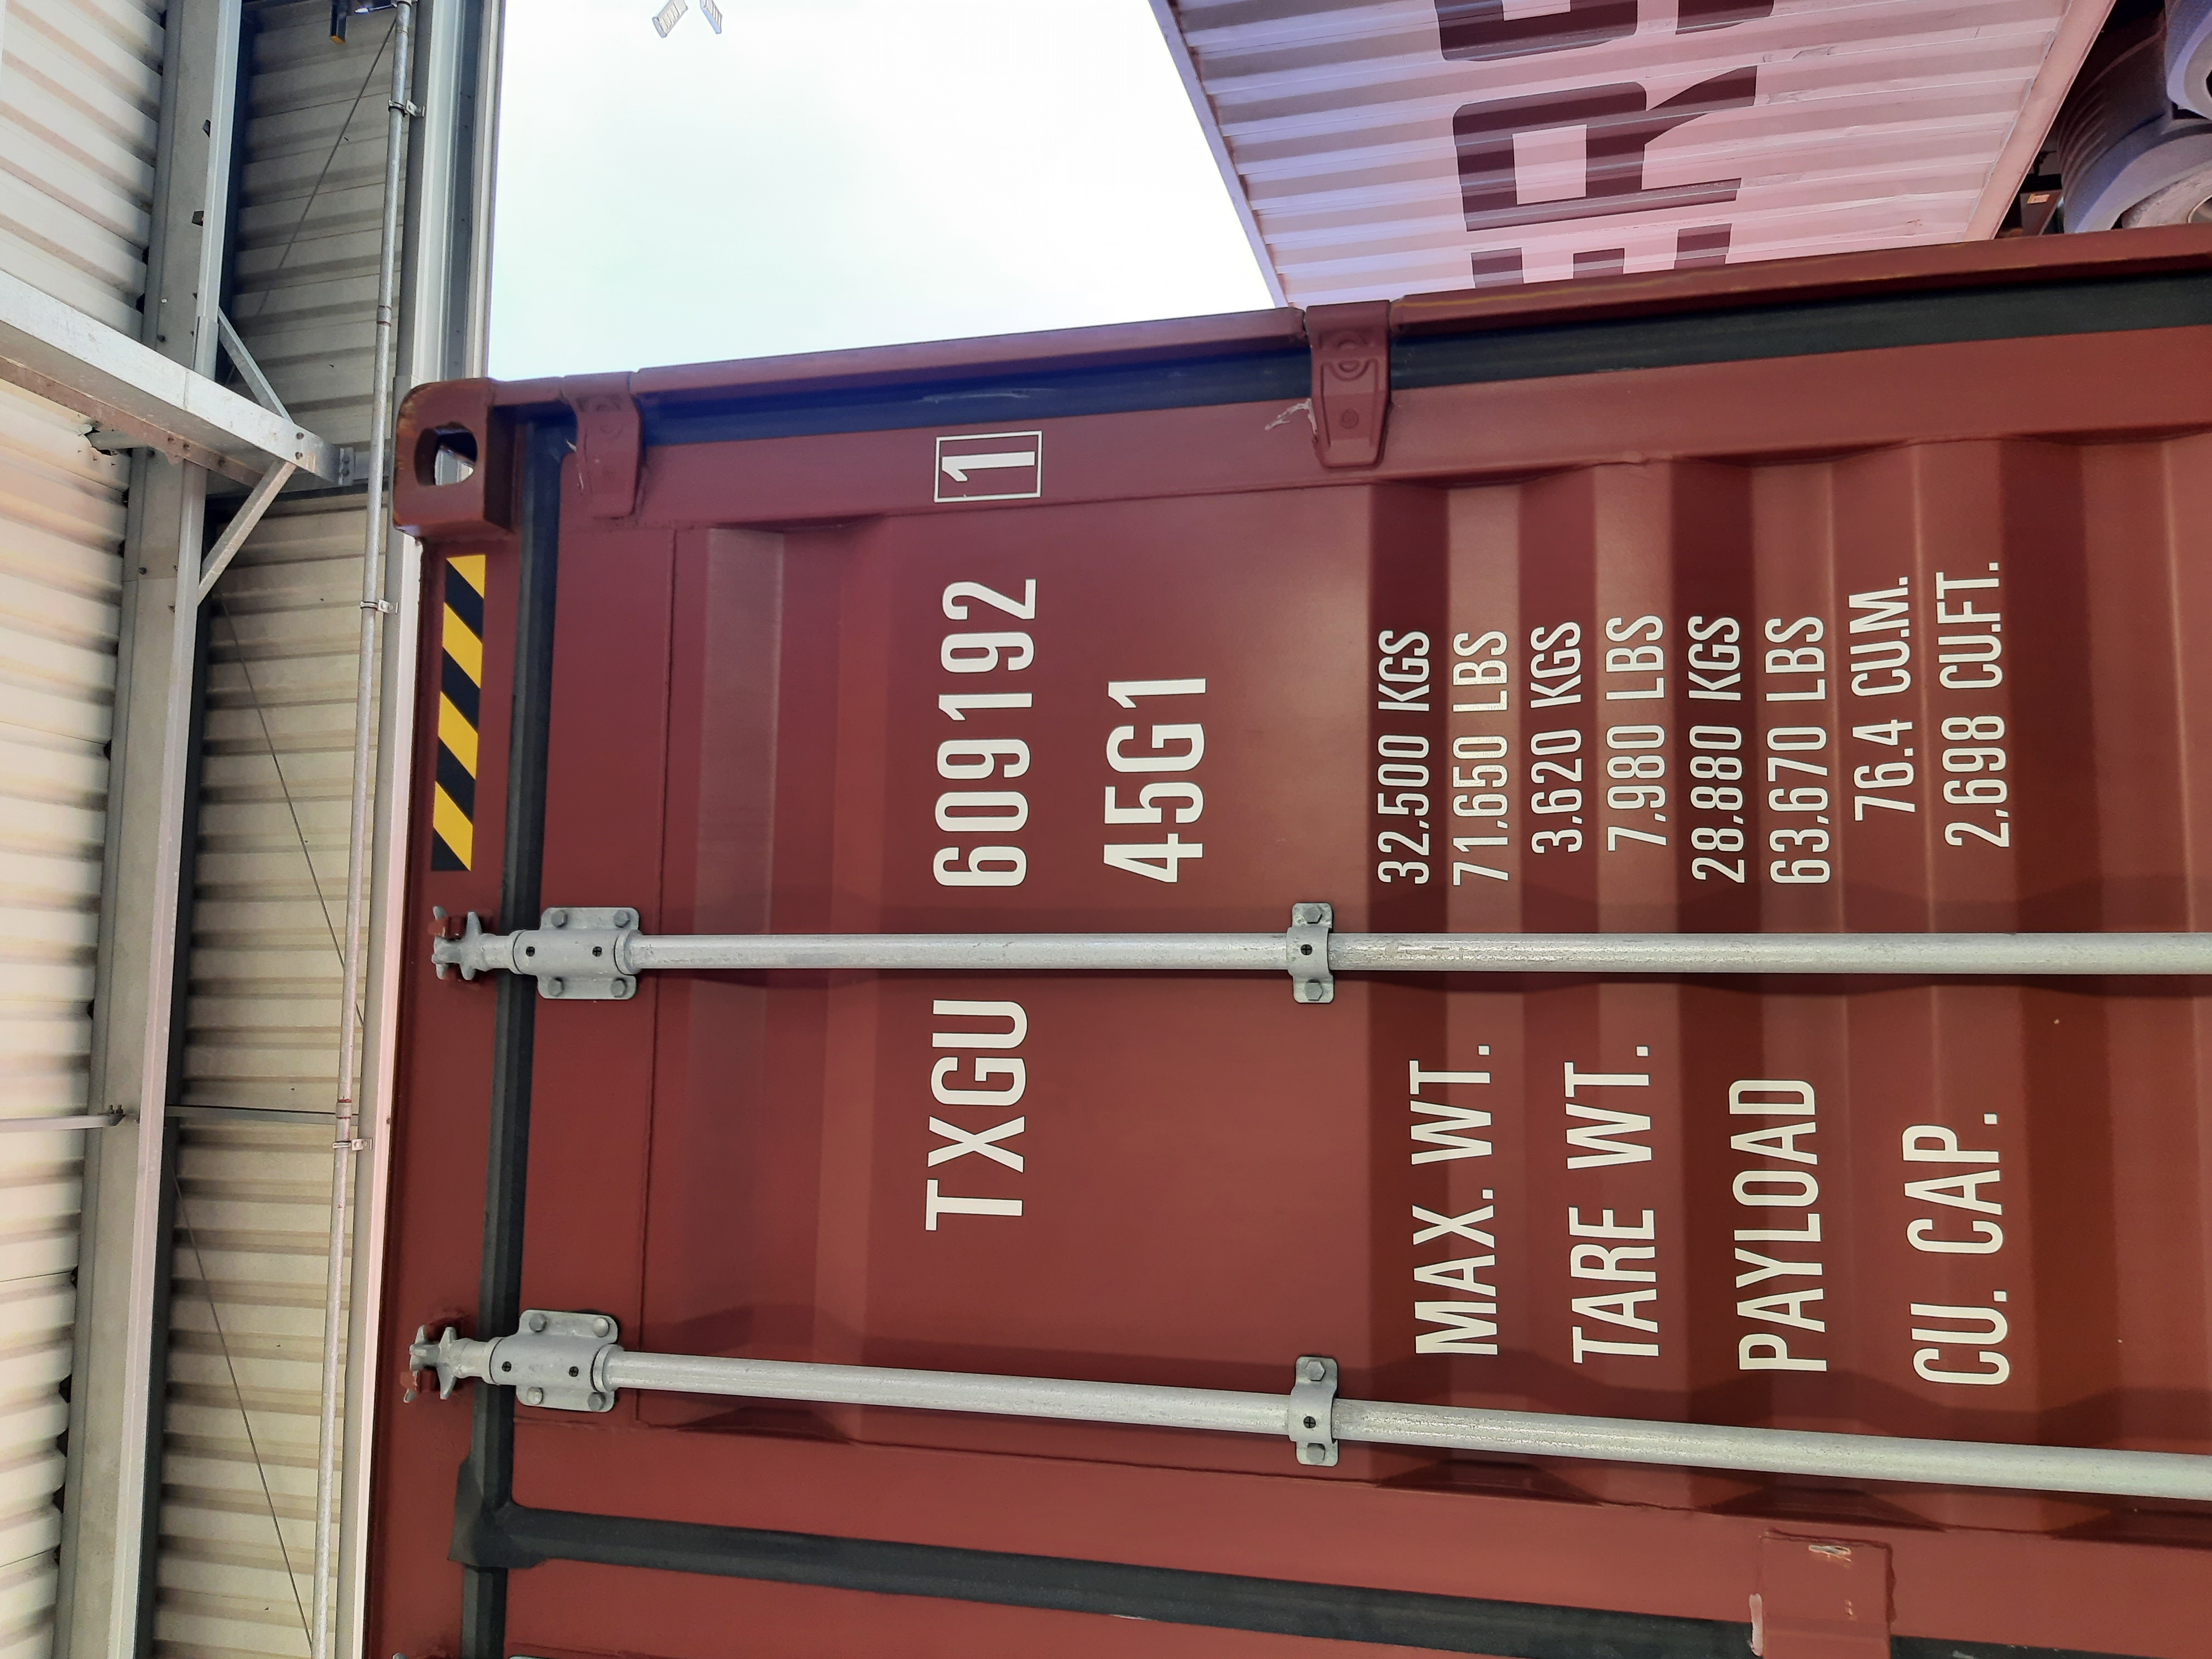 TXGU 609192 1
45G1
MAX. WT. 32,500 KGS
71,650 LBS
TARE WT. 3,620 KGS
7,980 LBS
PAYLOAD 28,880 KGS
63,670 LBS
CU. CAP. 76.4 CU.M.
2,698 CU.FT.